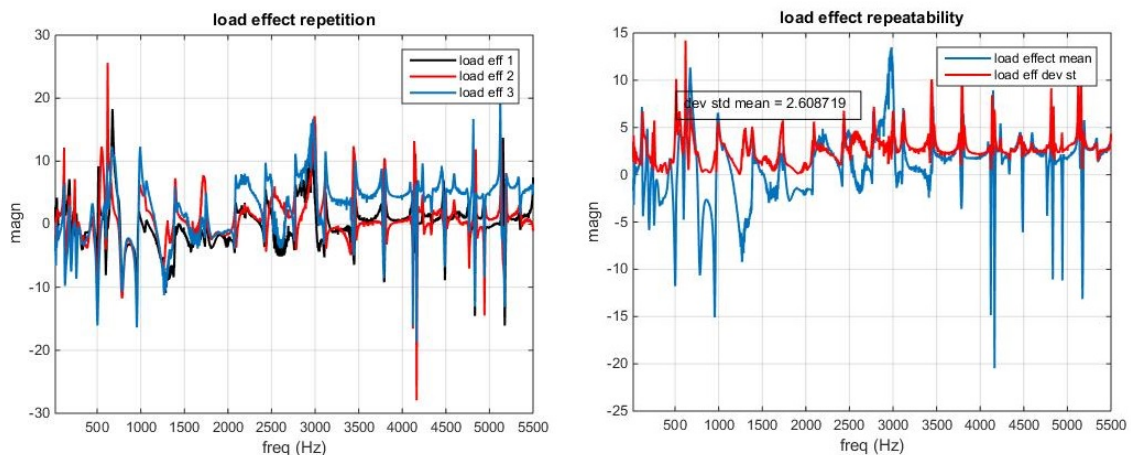 load effect repetition
30
20
10
0
-10
-20
-30
magn
500 1000 1500 2000 2500 3000 3500 4000 4500 5000 5500
freq (Hz)
load eff 1
load eff 2
load eff 3
load effect repeatability
15
10
5
0
-5
-10
-15
-20
-25
magn
500 1000 1500 2000 2500 3000 3500 4000 4500 5000 5500
freq (Hz)
load effect mean
load eff dev st
dev std mean = 2.608719